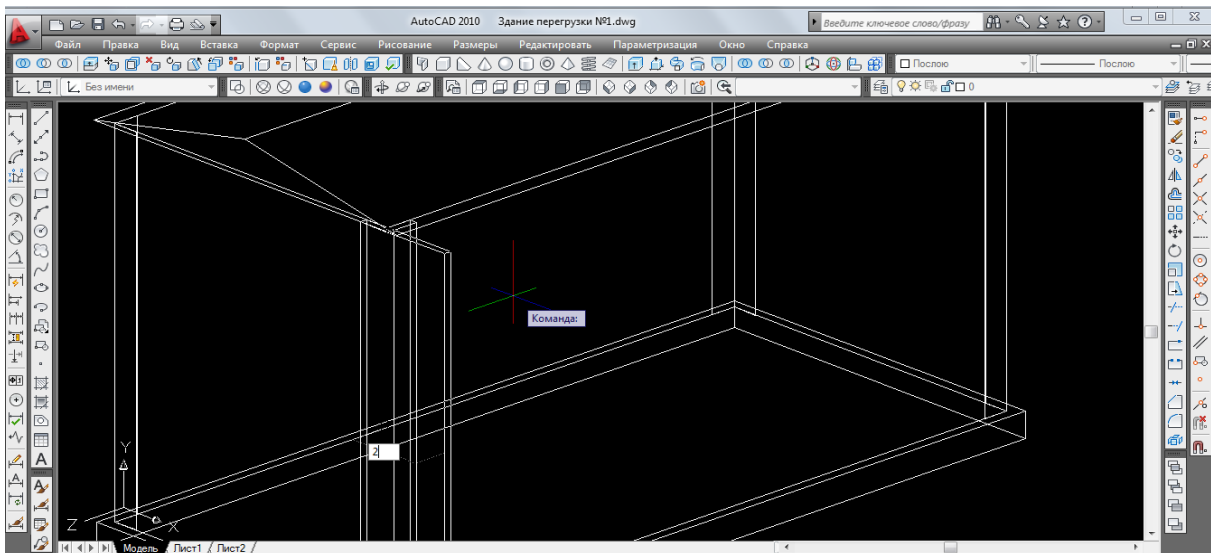 AutoCAD 2010 Здание перегрузки №1.dwg
Введите ключевое слово/фразу
Файл Правка Вид Вставка Формат Сервис Рисование Размеры Редактировать Параметризация Окно Справка
Послою
Послою
Без имени
0
Команда:
2
Y
Z
X
Модель Лист1 Лист2